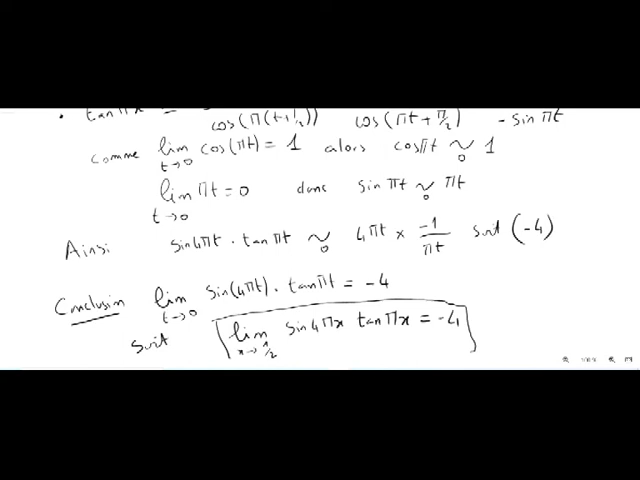 • tan πx =
cos(π(t+1/2)) cos(πt + π/2) - sin πt
comme lim t→0 cos(πt) = 1 alors cos πt ~0 1
lim t→0 πt = 0 donc sin πt ~0 πt
Ainsi sin 4πt · tan πt ~0 4πt × -1/πt soit (-4)
Conclusion lim t→0 sin(4πt) · tan πt = -4
soit lim x→1/2 sin 4πx tan πx = -4